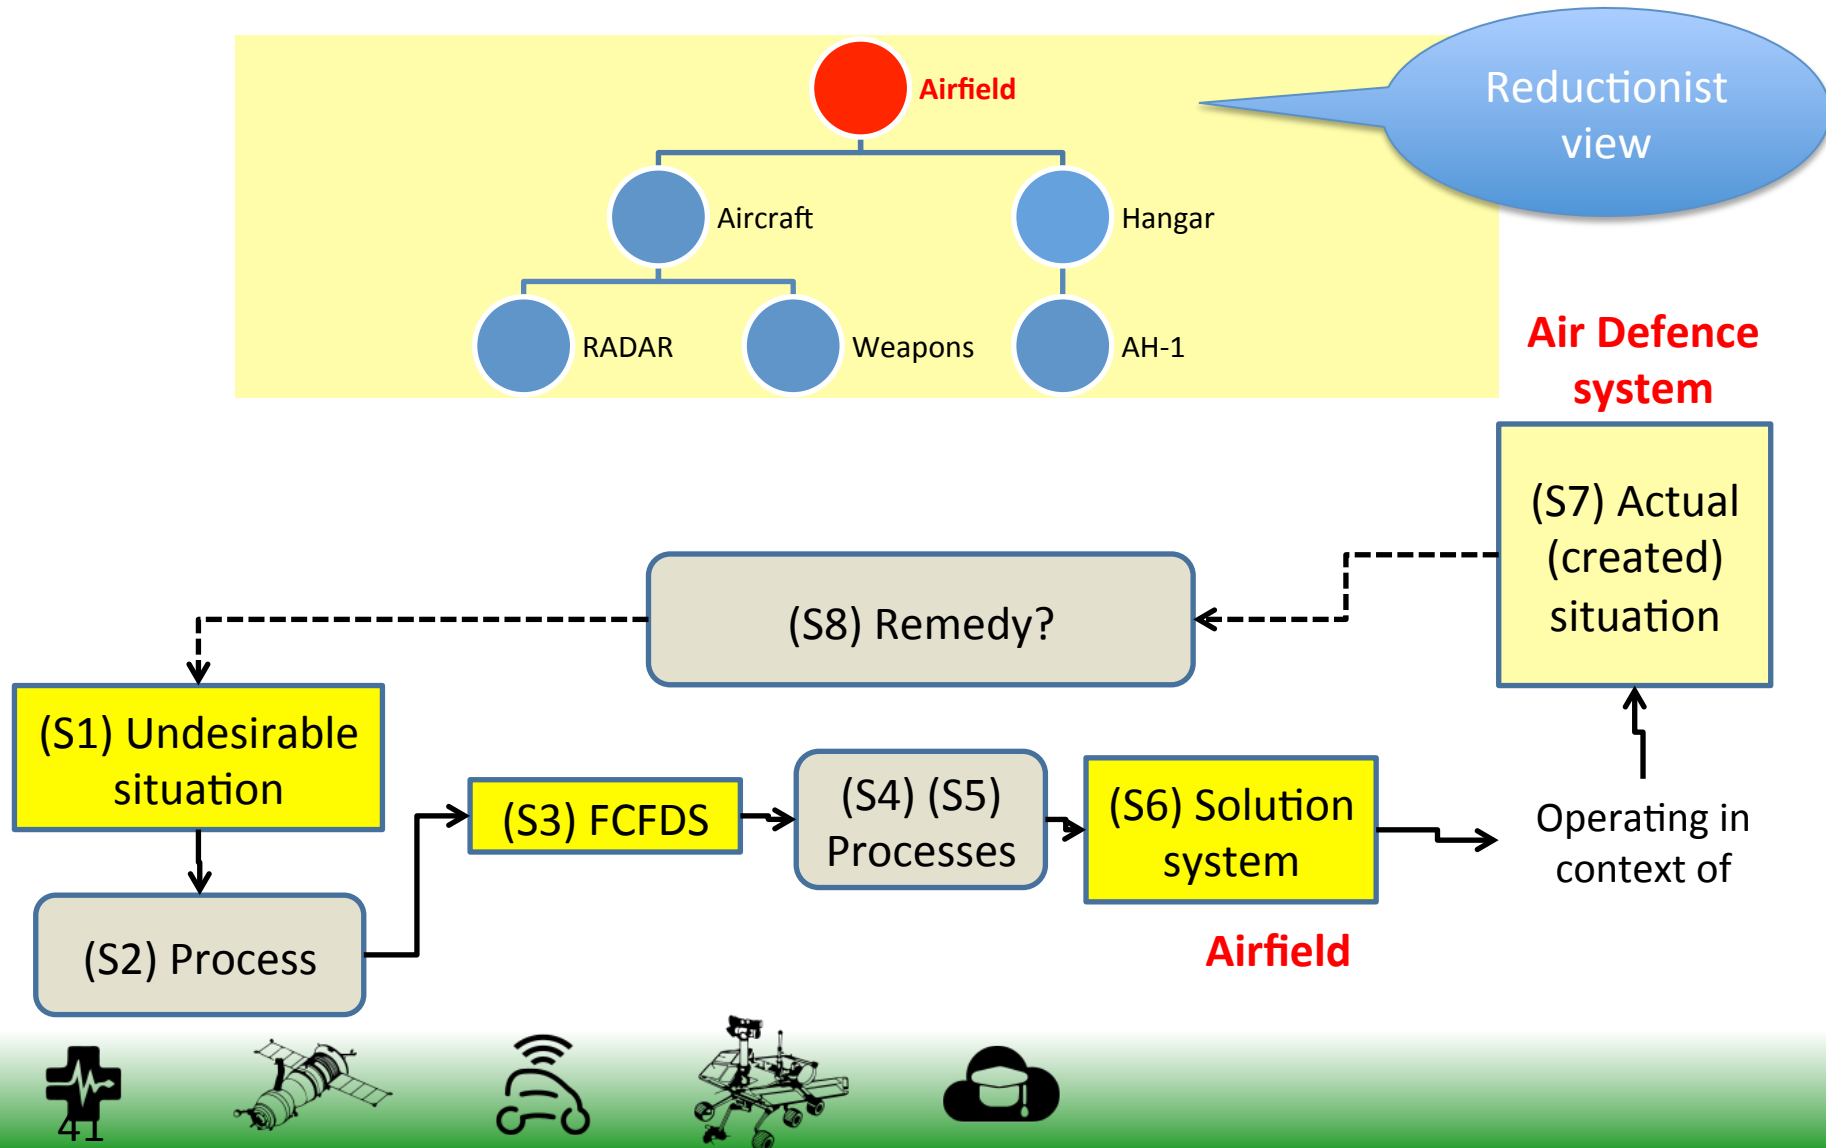 Airfield
Reductionist
view
Aircraft
Hangar
RADAR
Weapons
AH-1
Air Defence
system
(S7) Actual
(created)
situation
(S8) Remedy?
(S1) Undesirable
situation
(S2) Process
(S3) FCFDS
(S4) (S5)
Processes
(S6) Solution
system
Operating in
context of
Airfield
41